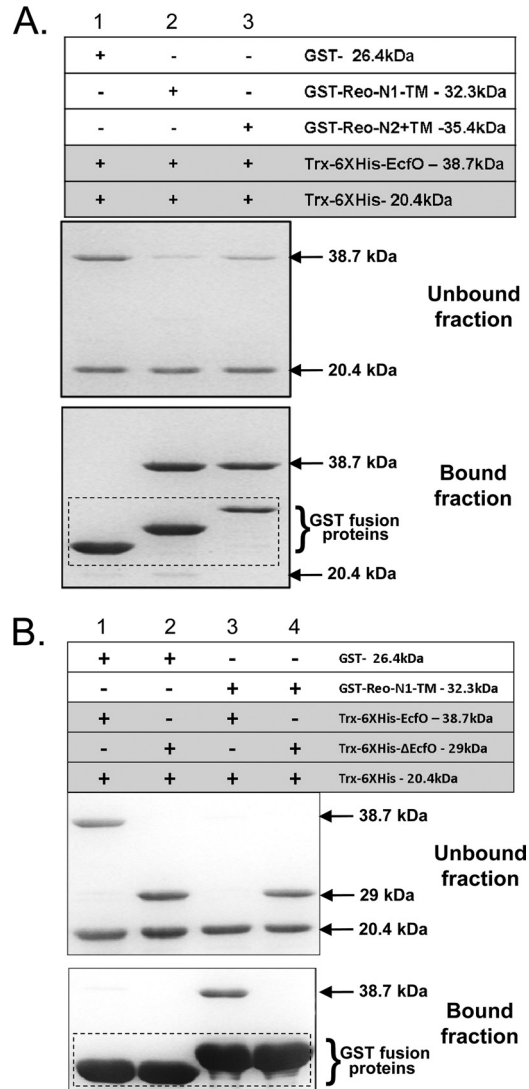 A.
1 2 3
+ - - GST- 26.4kDa
- + - GST-Reo-N1-TM - 32.3kDa
- - + GST-Reo-N2+TM -35.4kDa
+ + + Trx-6XHis-EcfO – 38.7kDa
+ + + Trx-6XHis- 20.4kDa
38.7 kDa
Unbound
fraction
20.4 kDa
38.7 kDa
Bound
fraction
GST fusion
proteins
20.4 kDa
B.
1 2 3 4
+ + - - GST- 26.4kDa
- - + + GST-Reo-N1-TM - 32.3kDa
+ - + - Trx-6XHis-EcfO – 38.7kDa
- + - + Trx-6XHis-ΔEcfO - 29kDa
+ + + + Trx-6XHis - 20.4kDa
38.7 kDa
Unbound
fraction
29 kDa
20.4 kDa
38.7 kDa
Bound
fraction
GST fusion
proteins